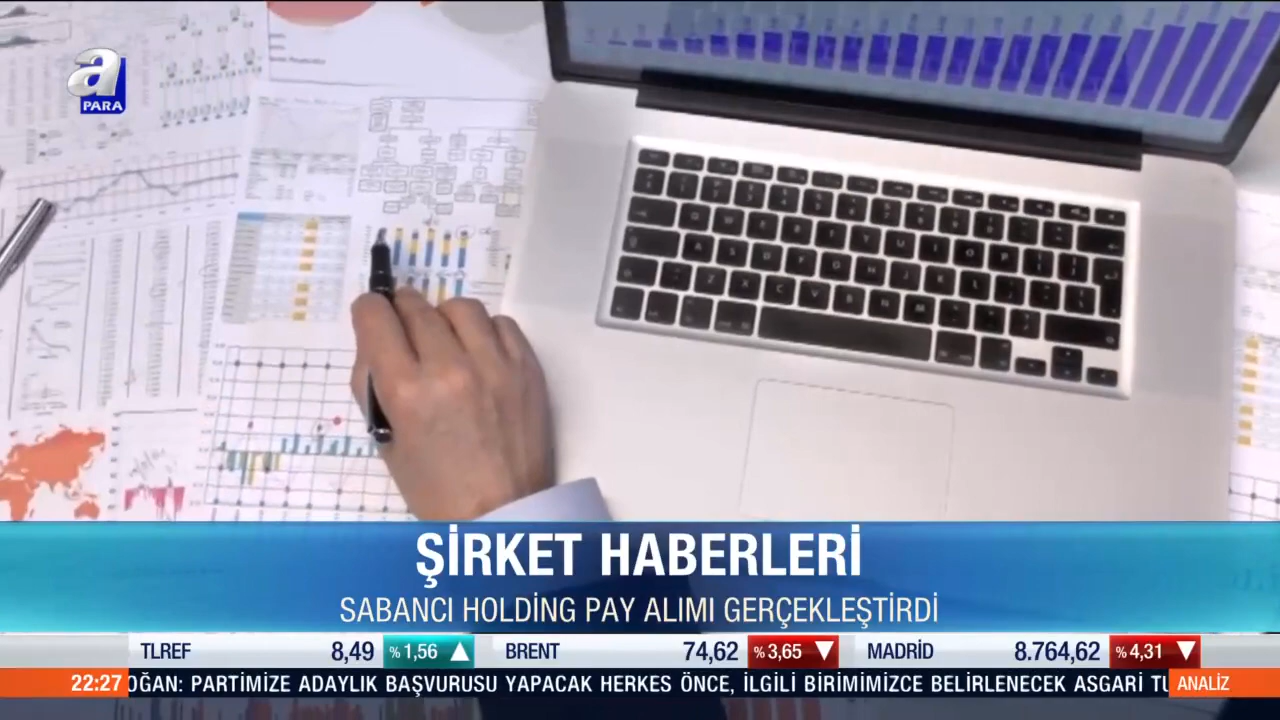 a
PARA
ŞİRKET HABERLERİ
SABANCI HOLDİNG PAY ALIMI GERÇEKLEŞTİRDİ
TLREF 8,49 %1,56 BRENT 74,62 %3,65 MADRİD 8.764,62 %4,31
22:27 OĞAN: PARTİMİZE ADAYLIK BAŞVURUSU YAPACAK HERKES ÖNCE, İLGİLİ BİRİMİMİZCE BELİRLENECEK ASGARİ ANALİZ